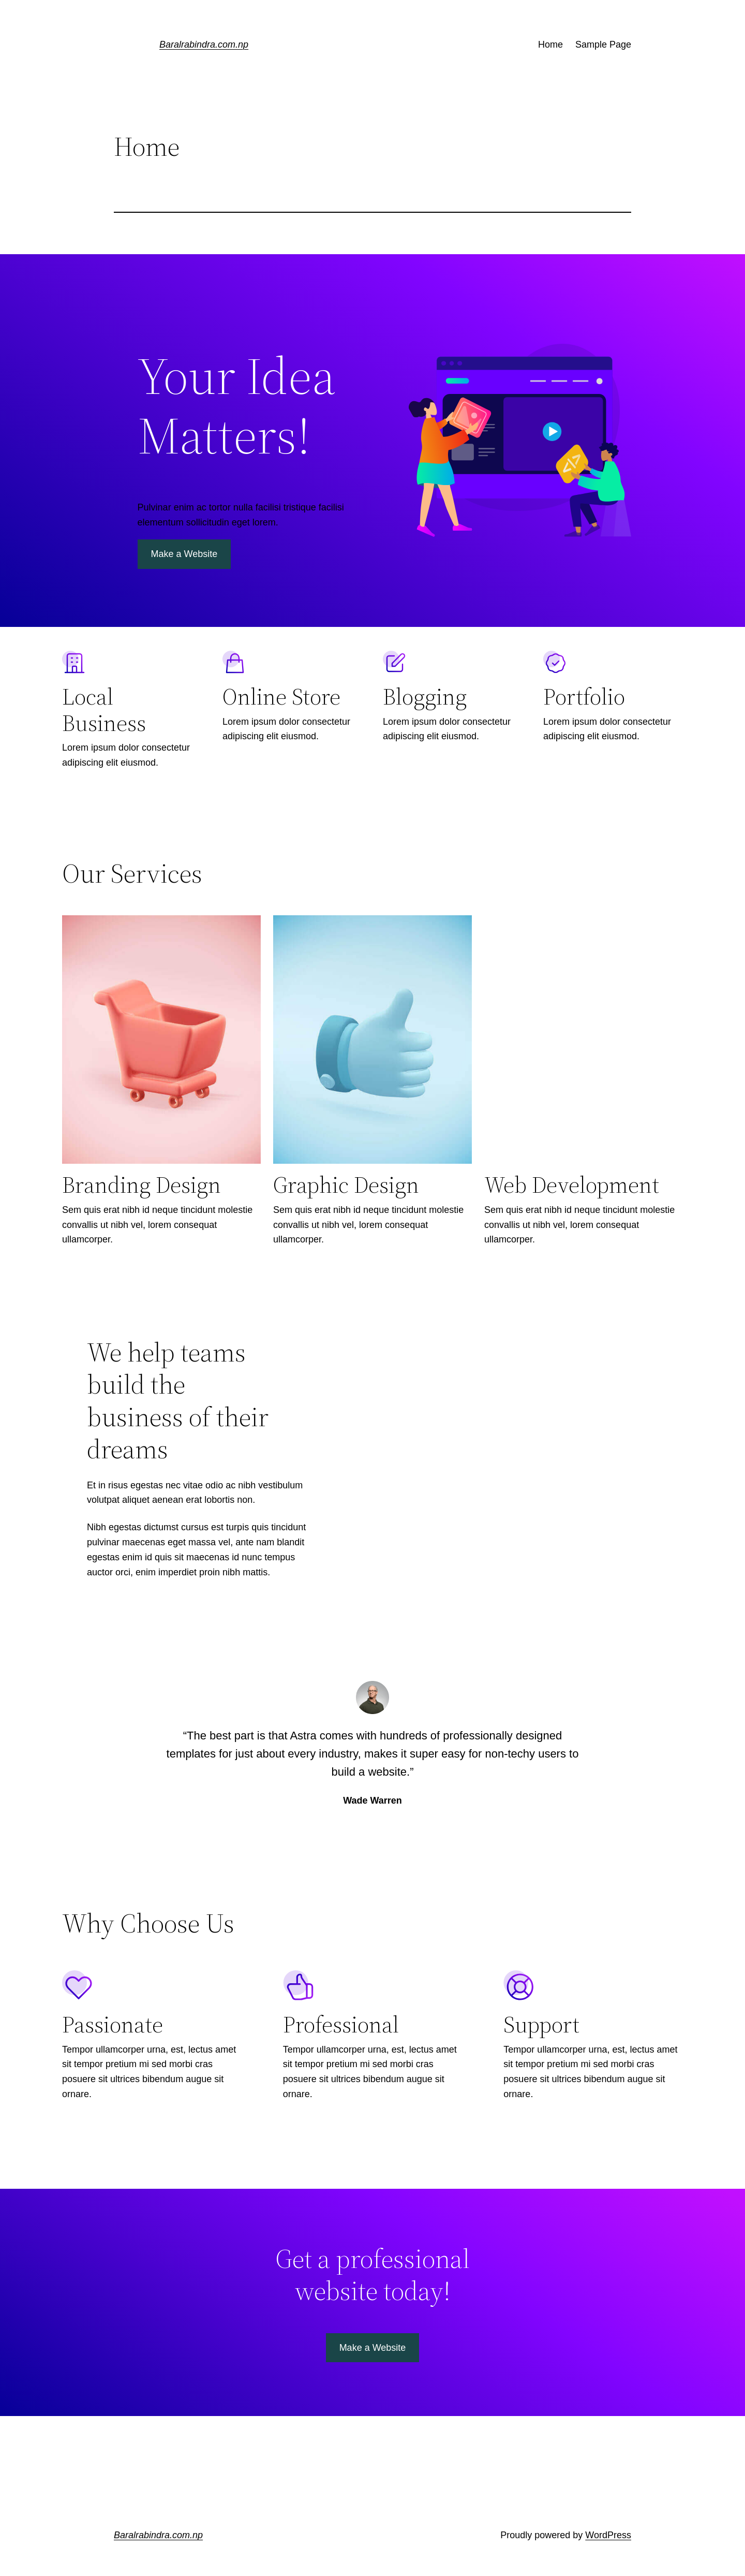 Baralrabindra.com.np
Home Sample Page
Home
Your Idea
Matters!
Pulvinar enim ac tortor nulla facilisi tristique facilisi
elementum sollicitudin eget lorem.
Make a Website
Local
Business
Lorem ipsum dolor consectetur
adipiscing elit eiusmod.
Online Store
Lorem ipsum dolor consectetur
adipiscing elit eiusmod.
Blogging
Lorem ipsum dolor consectetur
adipiscing elit eiusmod.
Portfolio
Lorem ipsum dolor consectetur
adipiscing elit eiusmod.
Our Services
Branding Design
Sem quis erat nibh id neque tincidunt molestie
convallis ut nibh vel, lorem consequat
ullamcorper.
Graphic Design
Sem quis erat nibh id neque tincidunt molestie
convallis ut nibh vel, lorem consequat
ullamcorper.
Web Development
Sem quis erat nibh id neque tincidunt molestie
convallis ut nibh vel, lorem consequat
ullamcorper.
We help teams
build the
business of their
dreams
Et in risus egestas nec vitae odio ac nibh vestibulum
volutpat aliquet aenean erat lobortis non.
Nibh egestas dictumst cursus est turpis quis tincidunt
pulvinar maecenas eget massa vel, ante nam blandit
egestas enim id quis sit maecenas id nunc tempus
auctor orci, enim imperdiet proin nibh mattis.
“The best part is that Astra comes with hundreds of professionally designed
templates for just about every industry, makes it super easy for non-techy users to
build a website.”
Wade Warren
Why Choose Us
Passionate
Tempor ullamcorper urna, est, lectus amet
sit tempor pretium mi sed morbi cras
posuere sit ultrices bibendum augue sit
ornare.
Professional
Tempor ullamcorper urna, est, lectus amet
sit tempor pretium mi sed morbi cras
posuere sit ultrices bibendum augue sit
ornare.
Support
Tempor ullamcorper urna, est, lectus amet
sit tempor pretium mi sed morbi cras
posuere sit ultrices bibendum augue sit
ornare.
Get a professional
website today!
Make a Website
Baralrabindra.com.np
Proudly powered by WordPress